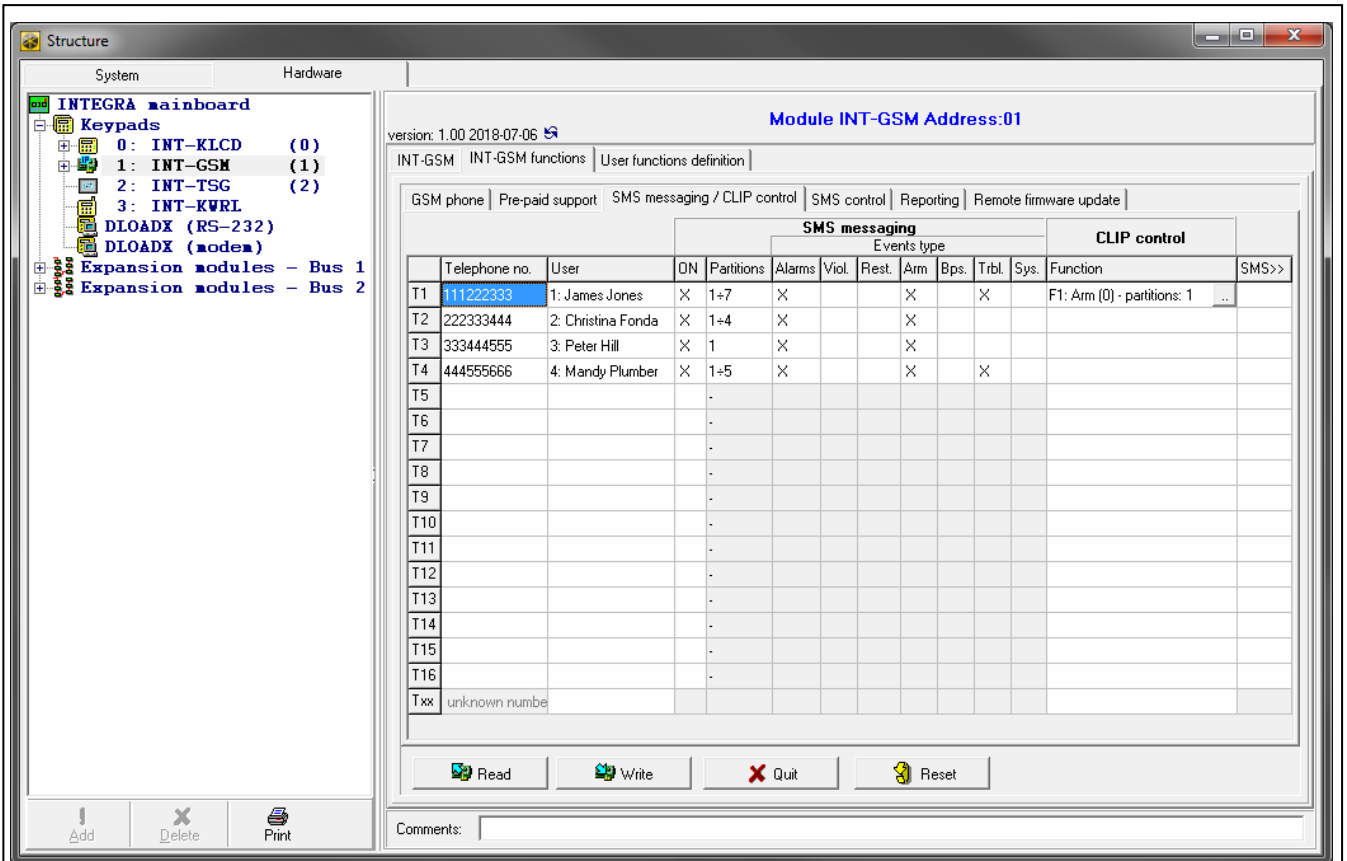 Structure
System Hardware
INTEGRA mainboard
Keypads
0: INT-KLCD (0)
1: INT-GSM (1)
2: INT-TSG (2)
3: INT-KWRL
DLOADX (RS-232)
DLOADX (modem)
Expansion modules - Bus 1
Expansion modules - Bus 2
Add Delete Print
Module INT-GSM Address:01
version: 1.00 2018-07-06
INT-GSM INT-GSM functions User functions definition
GSM phone Pre-paid support SMS messaging / CLIP control SMS control Reporting Remote firmware update
SMS messaging CLIP control
Events type
Telephone no. User ON Partitions Alarms Viol. Rest. Arm Bps. Trbl. Sys. Function SMS>>
T1 111222333 1: James Jones X 1÷7 X X X F1: Arm (0) - partitions: 1 ..
T2 222333444 2: Christina Fonda X 1÷4 X X
T3 333444555 3: Peter Hill X 1 X X
T4 444555666 4: Mandy Plumber X 1÷5 X X X
T5 -
T6 -
T7 -
T8 -
T9 -
T10 -
T11 -
T12 -
T13 -
T14 -
T15 -
T16 -
Txx unknown numbe
Read Write Quit Reset
Comments: